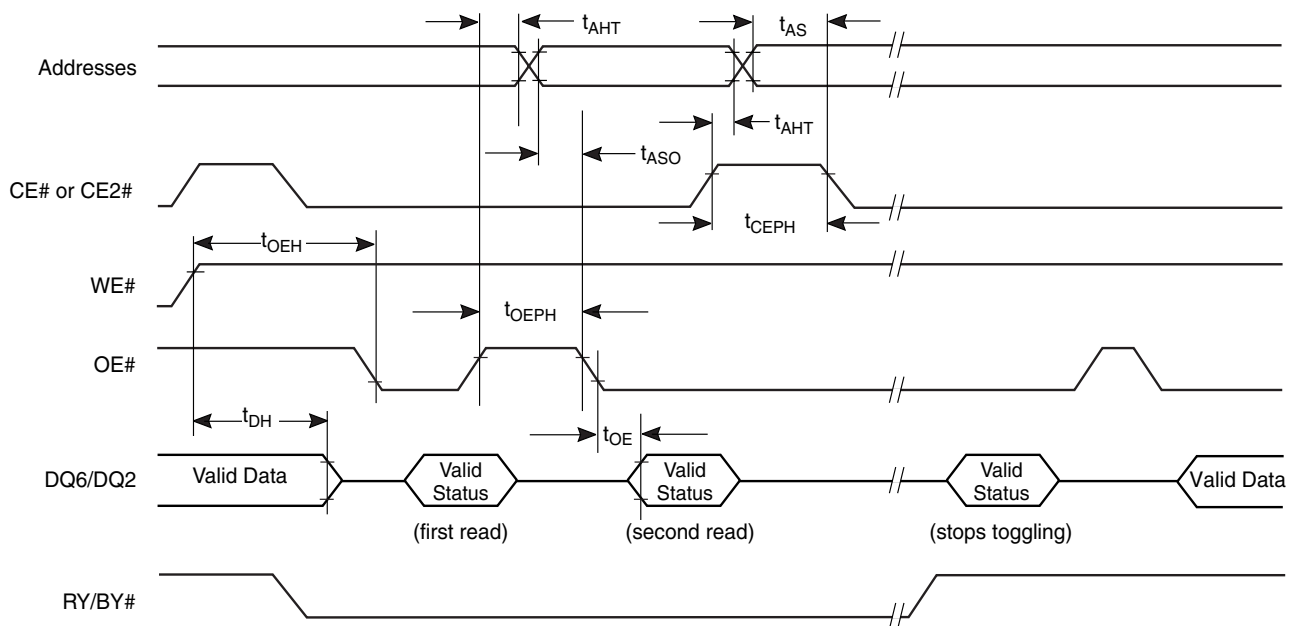 tAHT
tAS
Addresses
tAHT
tASO
CE# or CE2#
tCEPH
tOEH
WE#
tOEPH
OE#
tDH
tOE
DQ6/DQ2
Valid Data
Valid
Status
Valid
Status
Valid
Status
Valid Data
(first read)
(second read)
(stops toggling)
RY/BY#